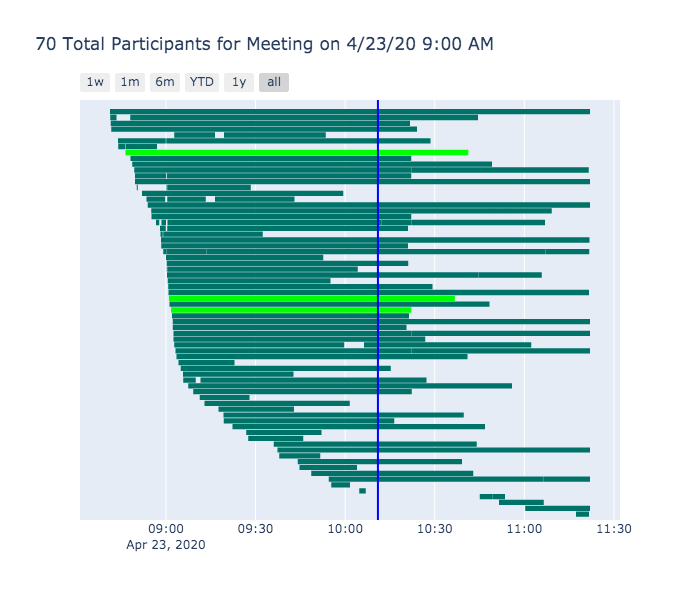 70 Total Participants for Meeting on 4/23/20 9:00 AM
1w 1m 6m YTD 1y all
09:00 09:30 10:00 10:30 11:00 11:30
Apr 23, 2020